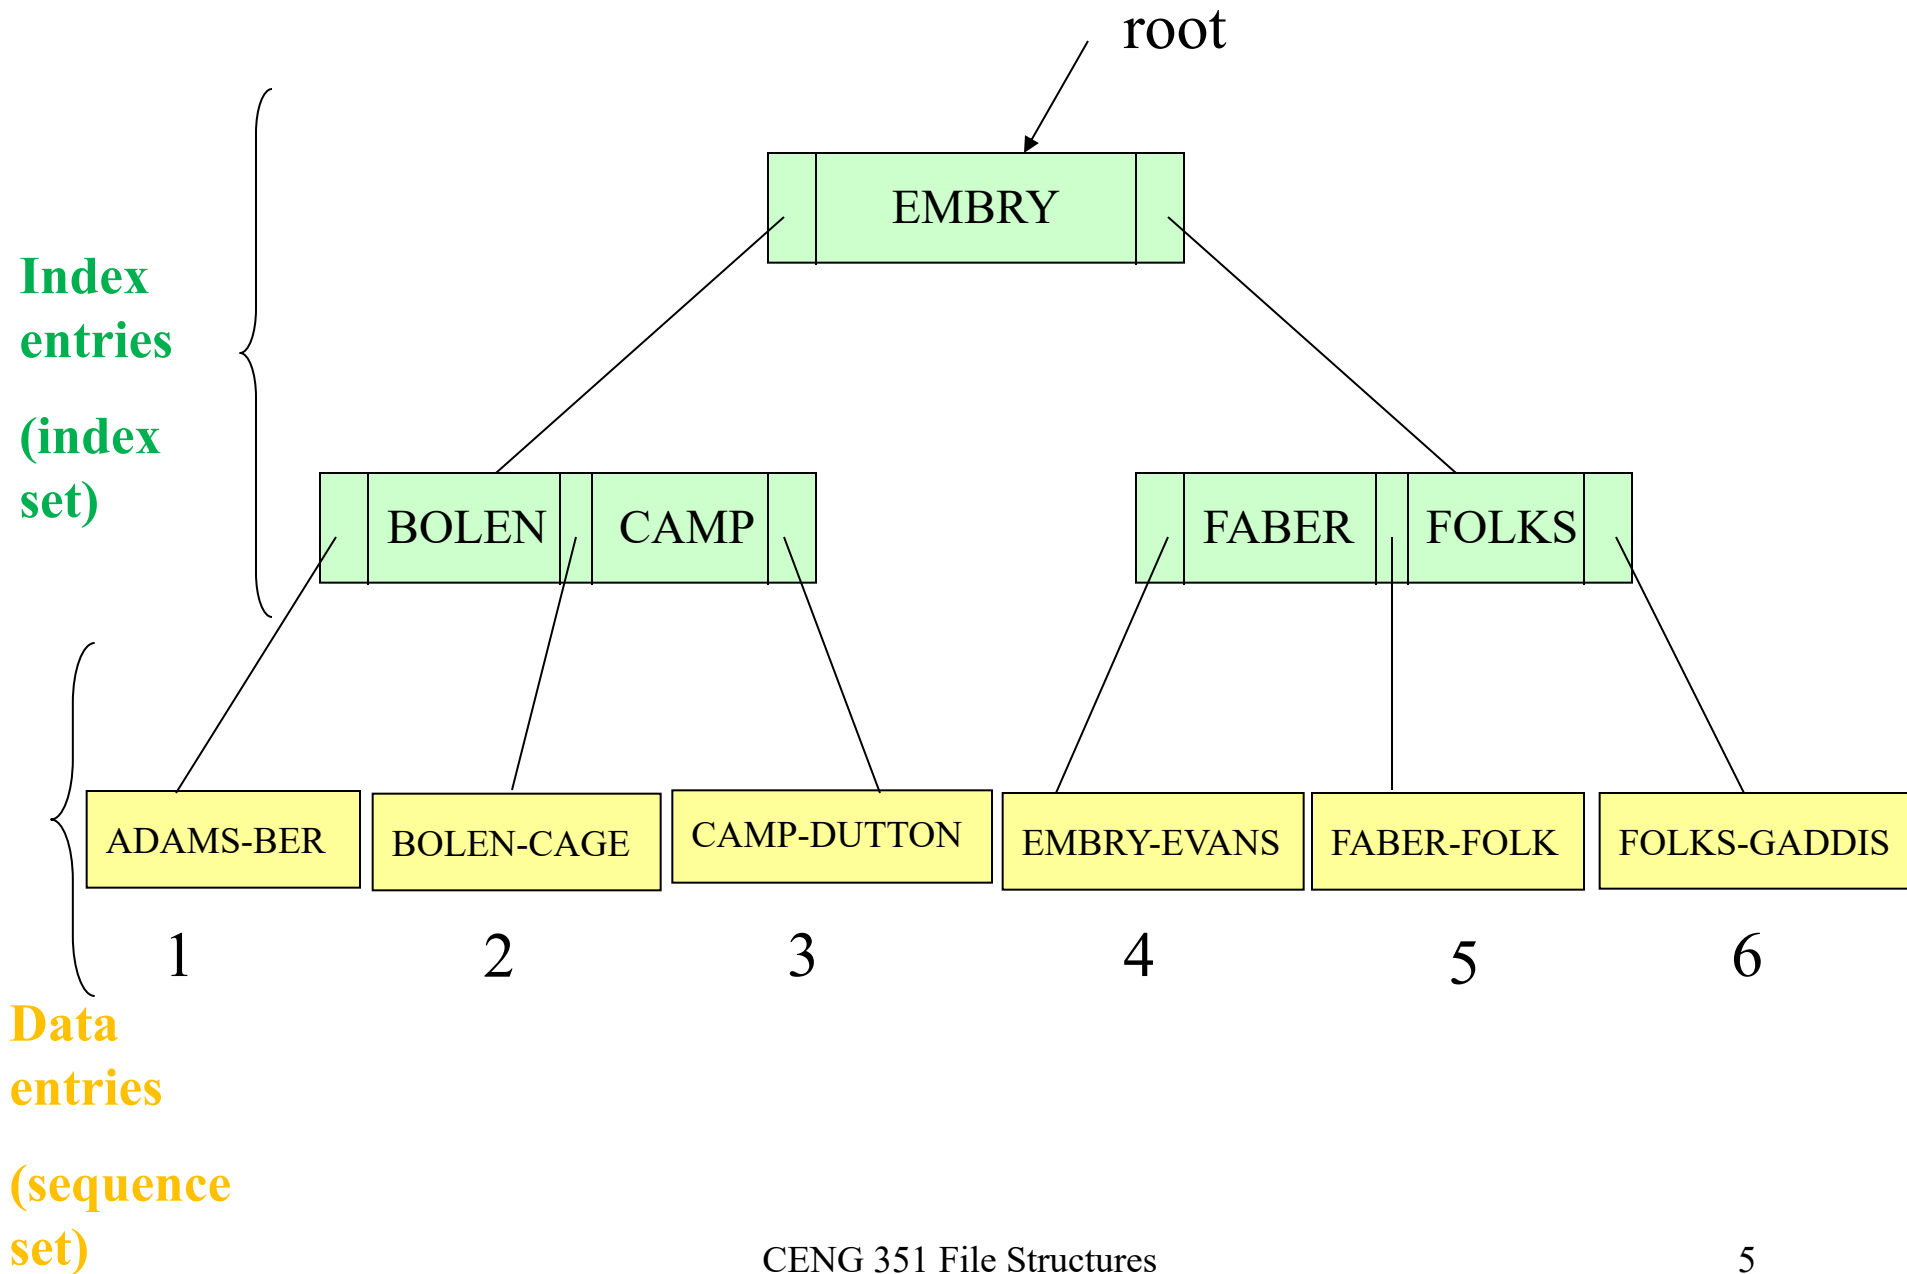 root
EMBRY
Index
entries
(index
set)
BOLEN CAMP FABER FOLKS
ADAMS-BER BOLEN-CAGE CAMP-DUTTON EMBRY-EVANS FABER-FOLK FOLKS-GADDIS
1 2 3 4 5 6
Data
entries
(sequence
set)
CENG 351 File Structures 5